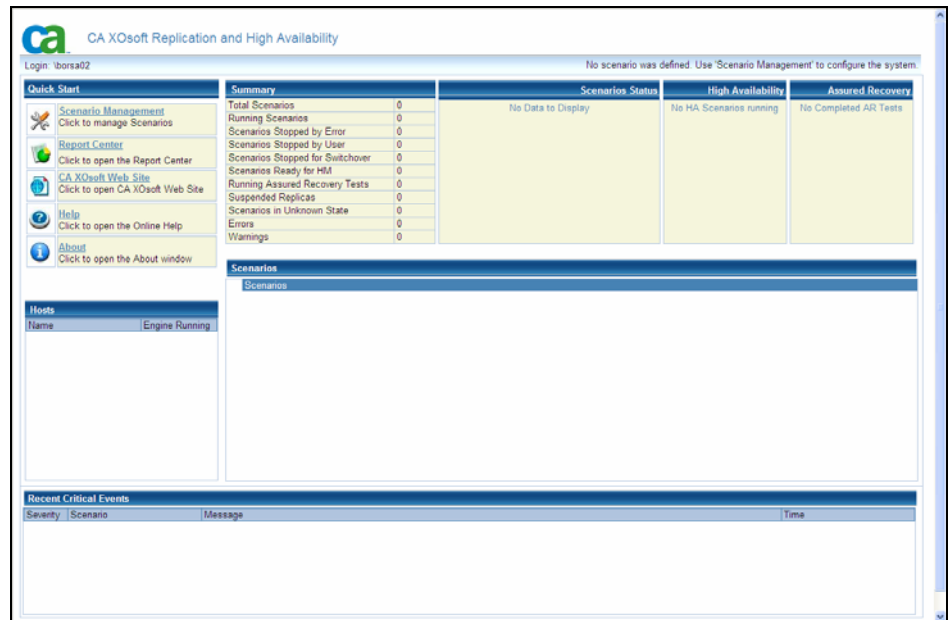 ca
CA XOsoft Replication and High Availability
Login: \borsa02
No scenario was defined. Use 'Scenario Management' to configure the system.
Quick Start
Scenario Management
Click to manage Scenarios
Report Center
Click to open the Report Center
CA XOsoft Web Site
Click to open CA XOsoft Web Site
Help
Click to open the Online Help
About
Click to open the About window
Hosts
Name Engine Running
Summary
Total Scenarios 0
Running Scenarios 0
Scenarios Stopped by Error 0
Scenarios Stopped by User 0
Scenarios Stopped for Switchover 0
Scenarios Ready for HM 0
Running Assured Recovery Tests 0
Suspended Replicas 0
Scenarios in Unknown State 0
Errors 0
Warnings 0
Scenarios Status
No Data to Display
High Availability
No HA Scenarios running
Assured Recovery
No Completed AR Tests
Scenarios
Scenarios
Recent Critical Events
Severity Scenario Message Time